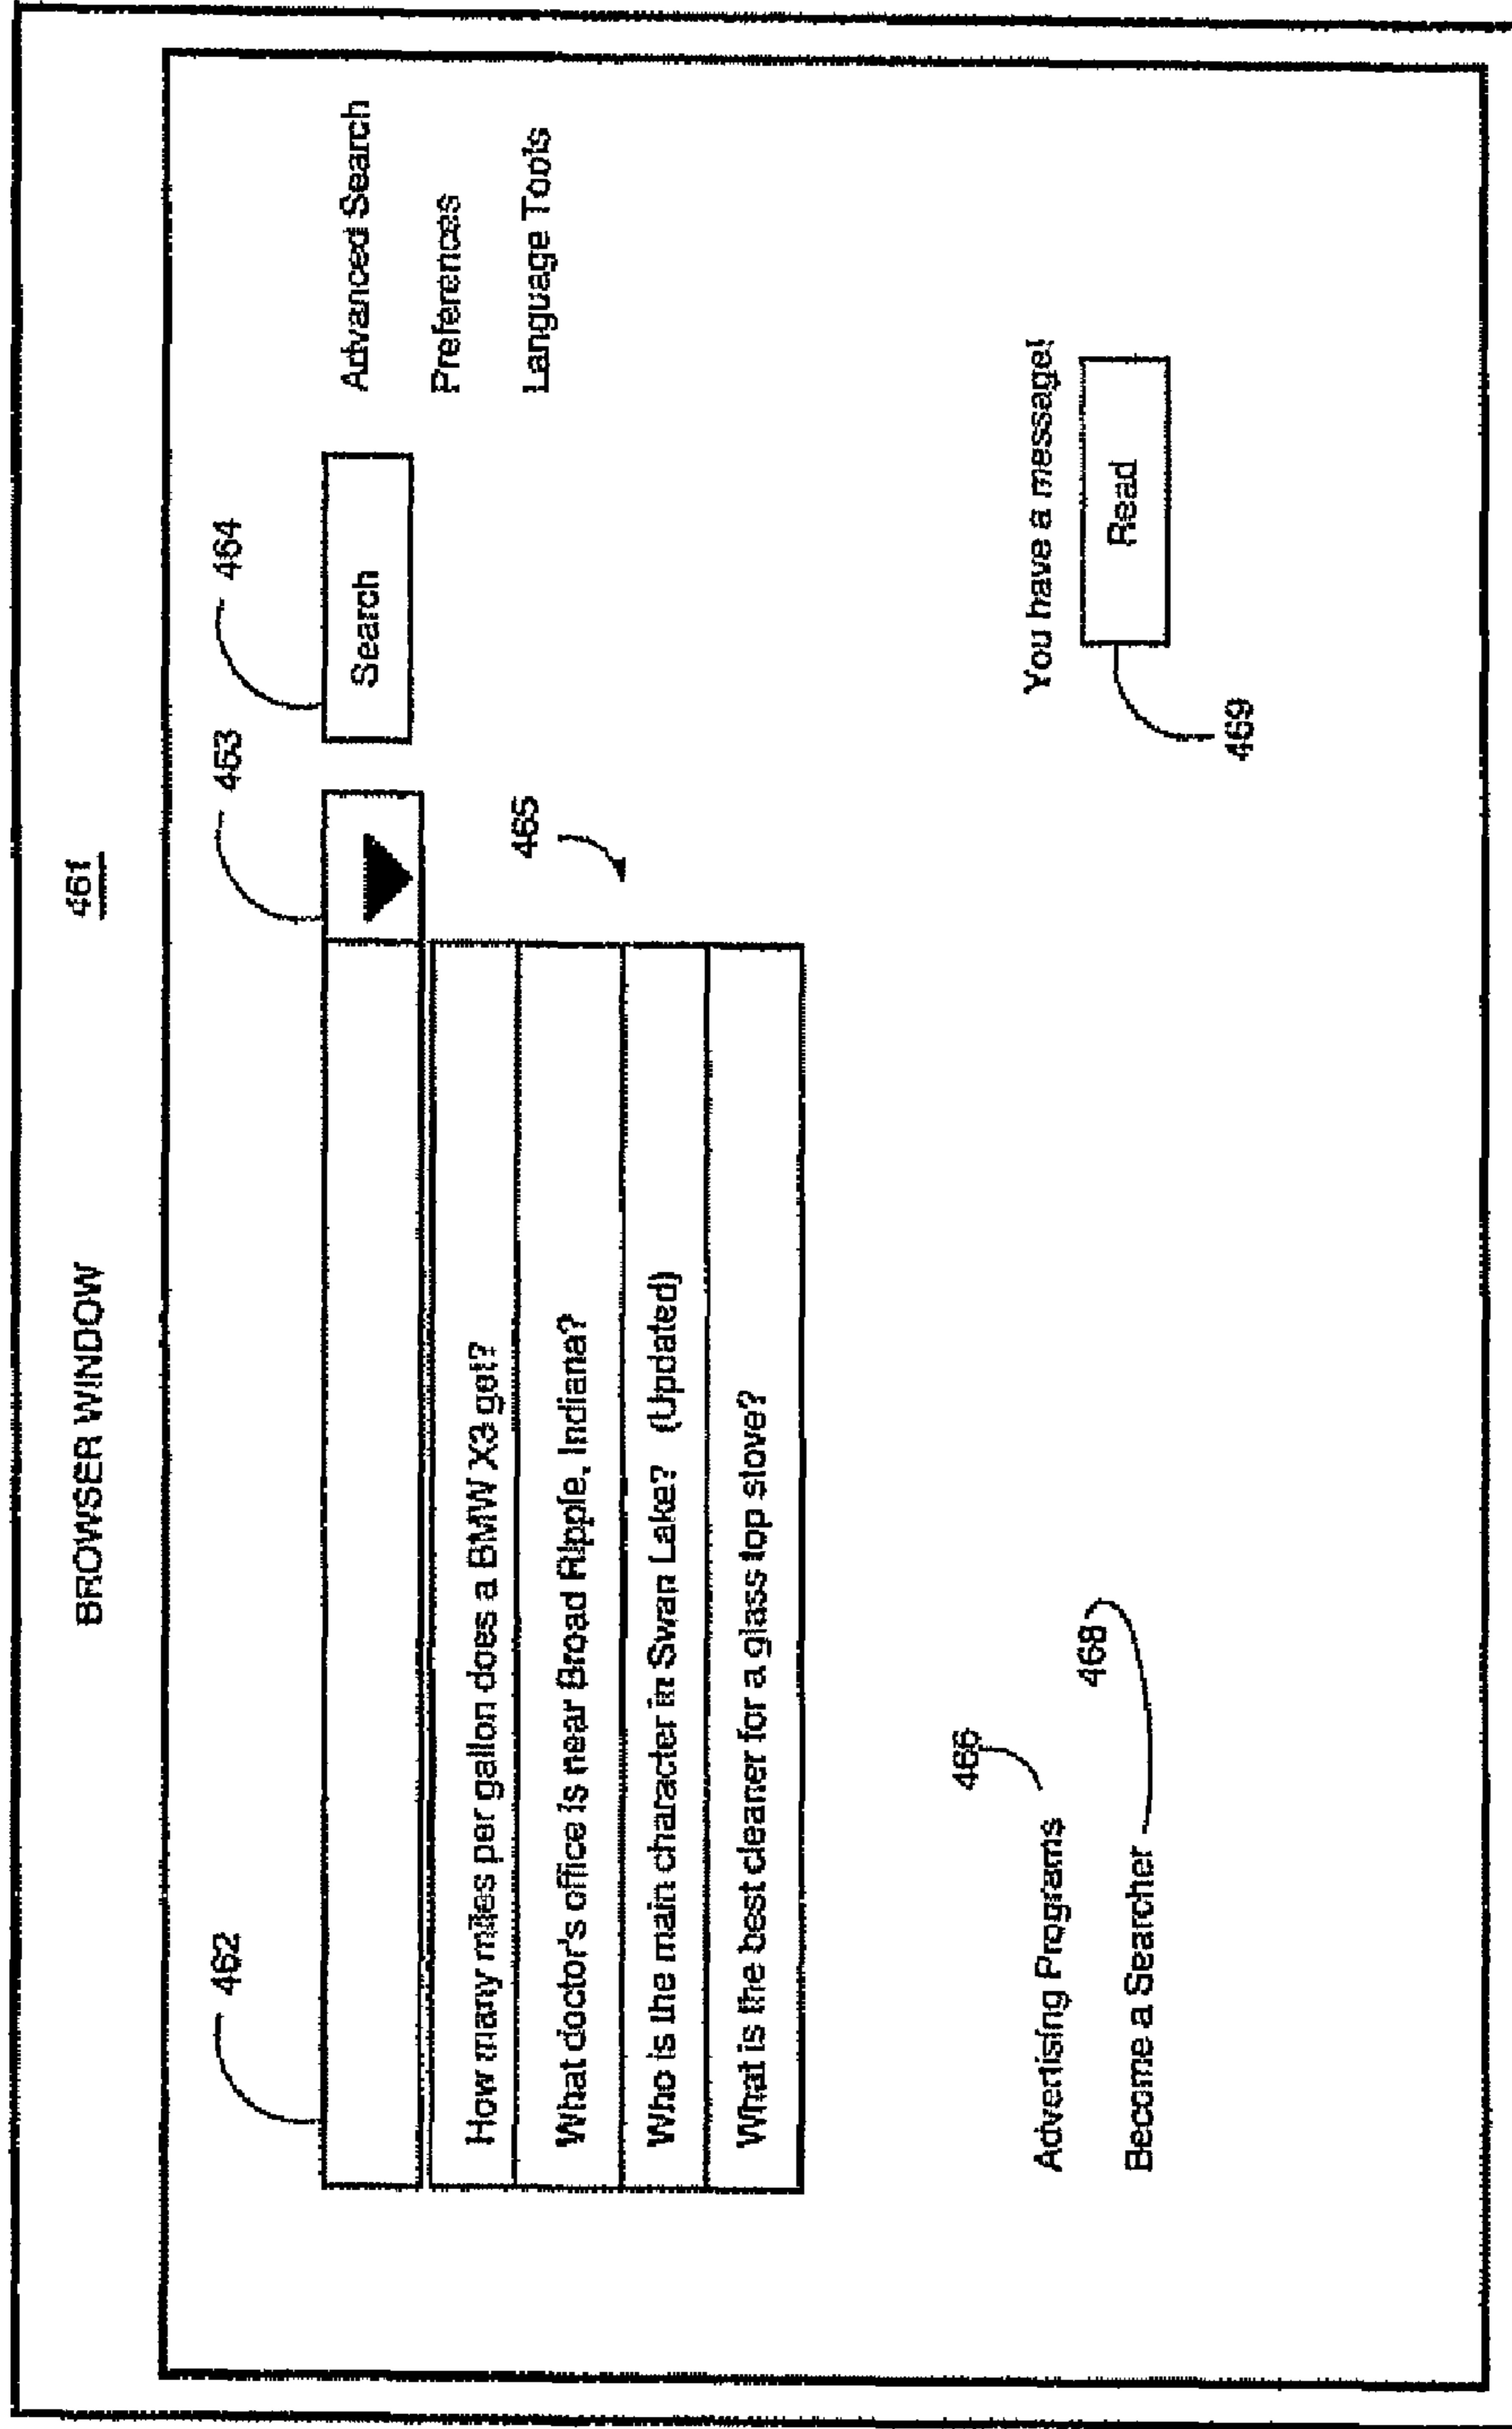 BROWSER WINDOW 461
462
463
464
Search
Advanced Search
Preferences
Language Tools
How many miles per gallon does a BMW X3 get?
What doctor's office is near Broad Ripple, Indiana?
Who is the main character in Swan Lake? (Updated)
What is the best cleaner for a glass top stove?
465
466
Advertising Programs
468
Become a Searcher
You have a message!
Read
469